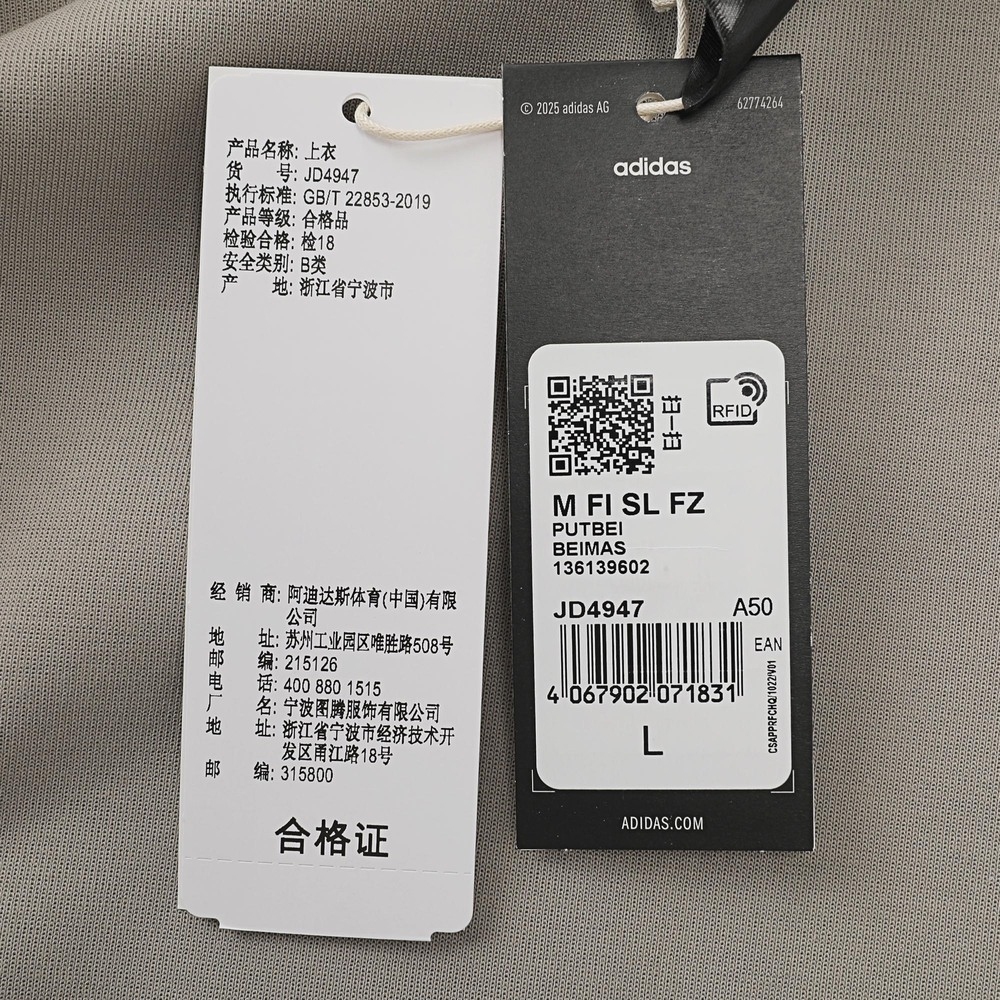 产品名称: 上衣
货 号: JD4947
执行标准: GB/T 22853-2019
产品等级: 合格品
检验合格: 检18
安全类别: B类
产 地: 浙江省宁波市
经 销 商: 阿迪达斯体育(中国)有限
公司
地 址: 苏州工业园区唯胜路508号
邮 编: 215126
电 话: 400 880 1515
厂 名: 宁波图腾服饰有限公司
地 址: 浙江省宁波市经济技术开
发区甬江路18号
邮 编: 315800
合格证
© 2025 adidas AG
62774264
adidas
扫一扫
RFID
M FI SL FZ
PUTBEI
BEIMAS
136139602
JD4947 A50
EAN
4 067902 071831
CSAPPRFCHQ/1022/V01
L
ADIDAS.COM